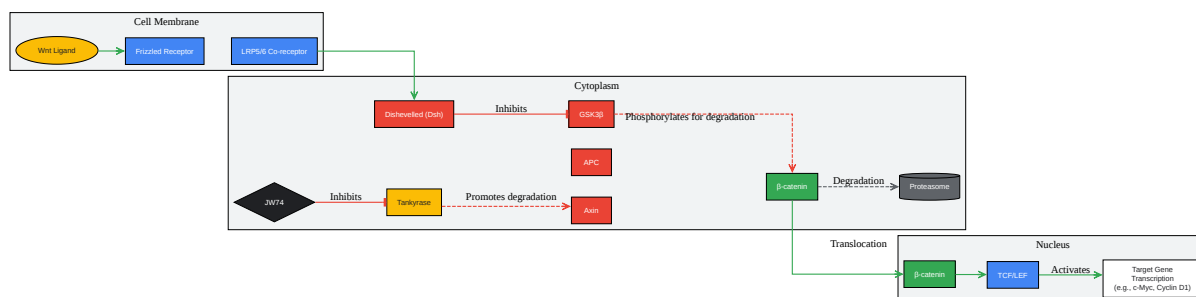 Cell Membrane
Wnt Ligand
Frizzled Receptor
LRP5/6 Co-receptor
Cytoplasm
Dishevelled (Dsh)
Inhibits
GSK3β
Phosphorylates for degradation
APC
JW74
Inhibits
Tankyrase
Promotes degradation
Axin
β-catenin
Degradation
Proteasome
Translocation
Nucleus
β-catenin
TCF/LEF
Activates
Target Gene
Transcription
(e.g., c-Myc, Cyclin D1)